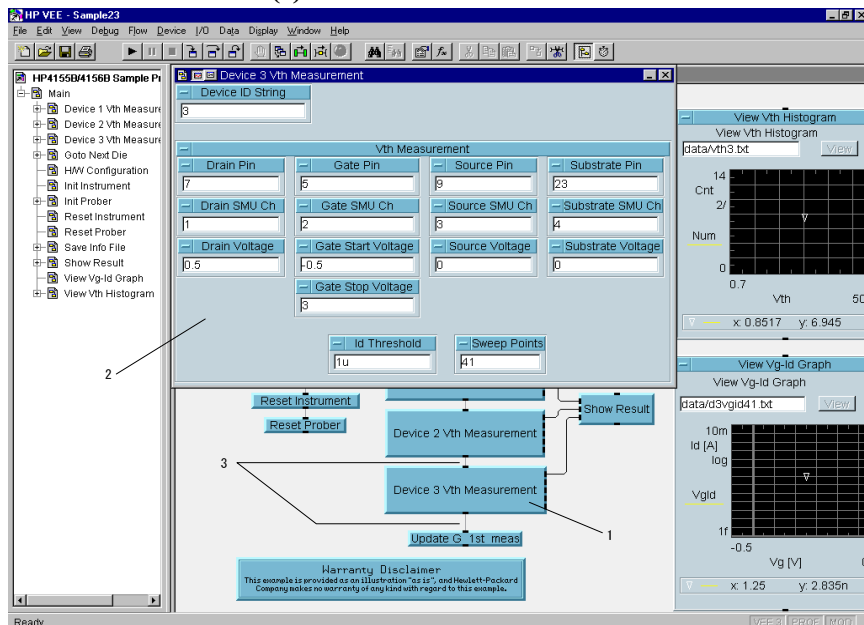 HP VEE - Sample23
File Edit View Debug Flow Device I/O Data Display Window Help
HP4155B/4156B Sample Pr
Main
Device 1 Vth Measure
Device 2 Vth Measure
Device 3 Vth Measure
Goto Next Die
H/W Configuration
Init Instrument
Init Prober
Reset Instrument
Reset Prober
Save Info File
Show Result
View Vg-Id Graph
View Vth Histogram
Device 3 Vth Measurement
Device ID String
3
Vth Measurement
Drain Pin Gate Pin Source Pin Substrate Pin
7 5 9 23
Drain SMU Ch Gate SMU Ch Source SMU Ch Substrate SMU Ch
1 2 3 4
Drain Voltage Gate Start Voltage Source Voltage Substrate Voltage
0.5 -0.5 0 0
Gate Stop Voltage
3
Id Threshold Sweep Points
1u 41
2
Reset Instrument
Reset Prober
Device 2 Vth Measurement
Show Result
3
Device 3 Vth Measurement
1
Update G_1st_meas
Warranty Disclaimer
This example is provided as an illustration "as is", and Hewlett-Packard
Company makes no warranty of any kind with regard to this example.
View Vth Histogram
View Vth Histogram
data/vth3.txt View
14
Cnt
2/
Num
0
0.7 50
Vth
x: 0.8517 y: 6.945
View Vg-Id Graph
View Vg-Id Graph
data/d3vgid41.txt View
10m
Id [A]
log
VgId
1f
-0.5
Vg [V]
x: 1.25 y: 2.835n
Ready
VEE 3 PROF MOD